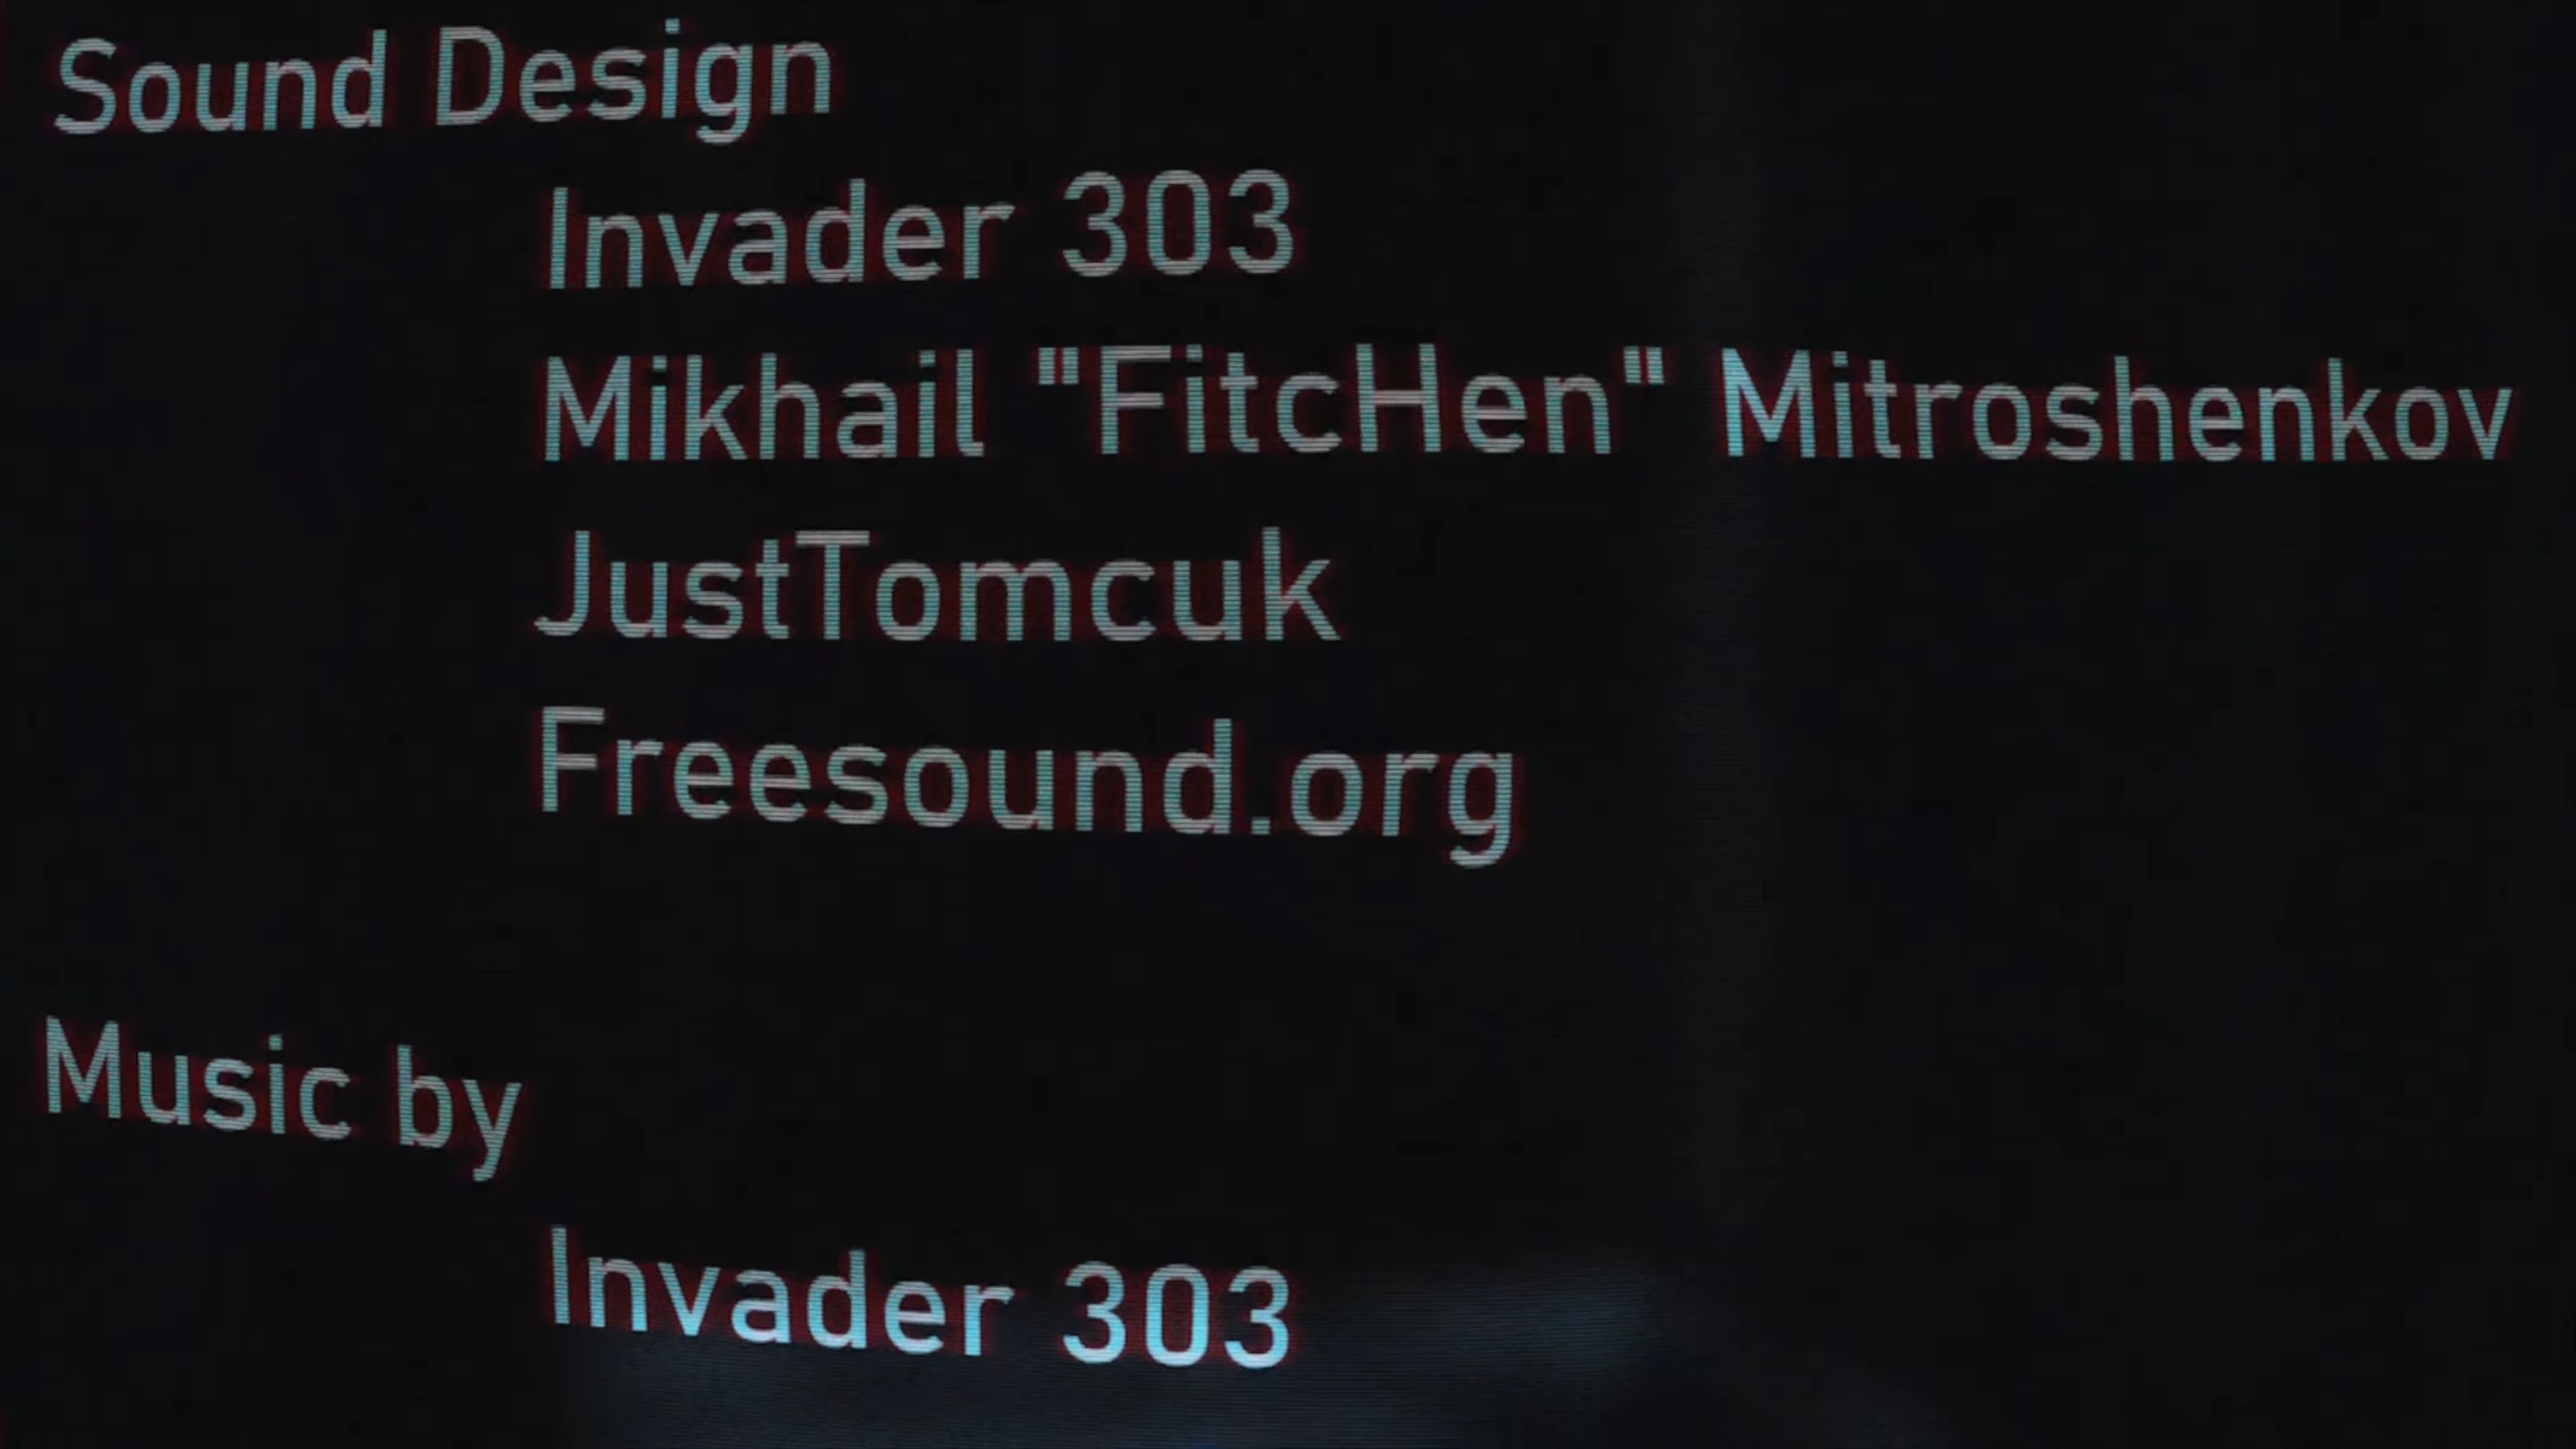 Sound Design
Invader 303
Mikhail "FitcHen" Mitroshenkov
JustTomcuk
Freesound.org
Music by
Invader 303